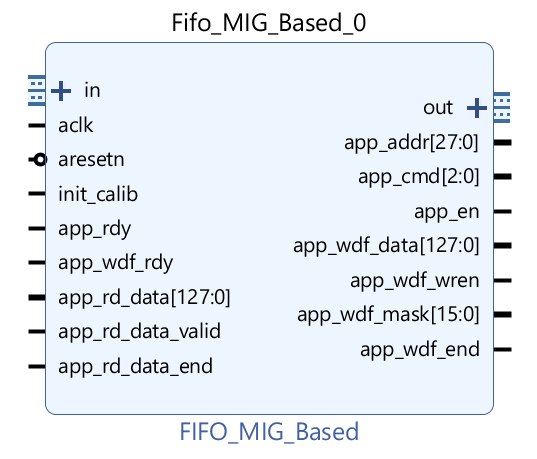 Fifo_MIG_Based_0
in
aclk
aresetn
init_calib
app_rdy
app_wdf_rdy
app_rd_data[127:0]
app_rd_data_valid
app_rd_data_end
out
app_addr[27:0]
app_cmd[2:0]
app_en
app_wdf_data[127:0]
app_wdf_wren
app_wdf_mask[15:0]
app_wdf_end
FIFO_MIG_Based